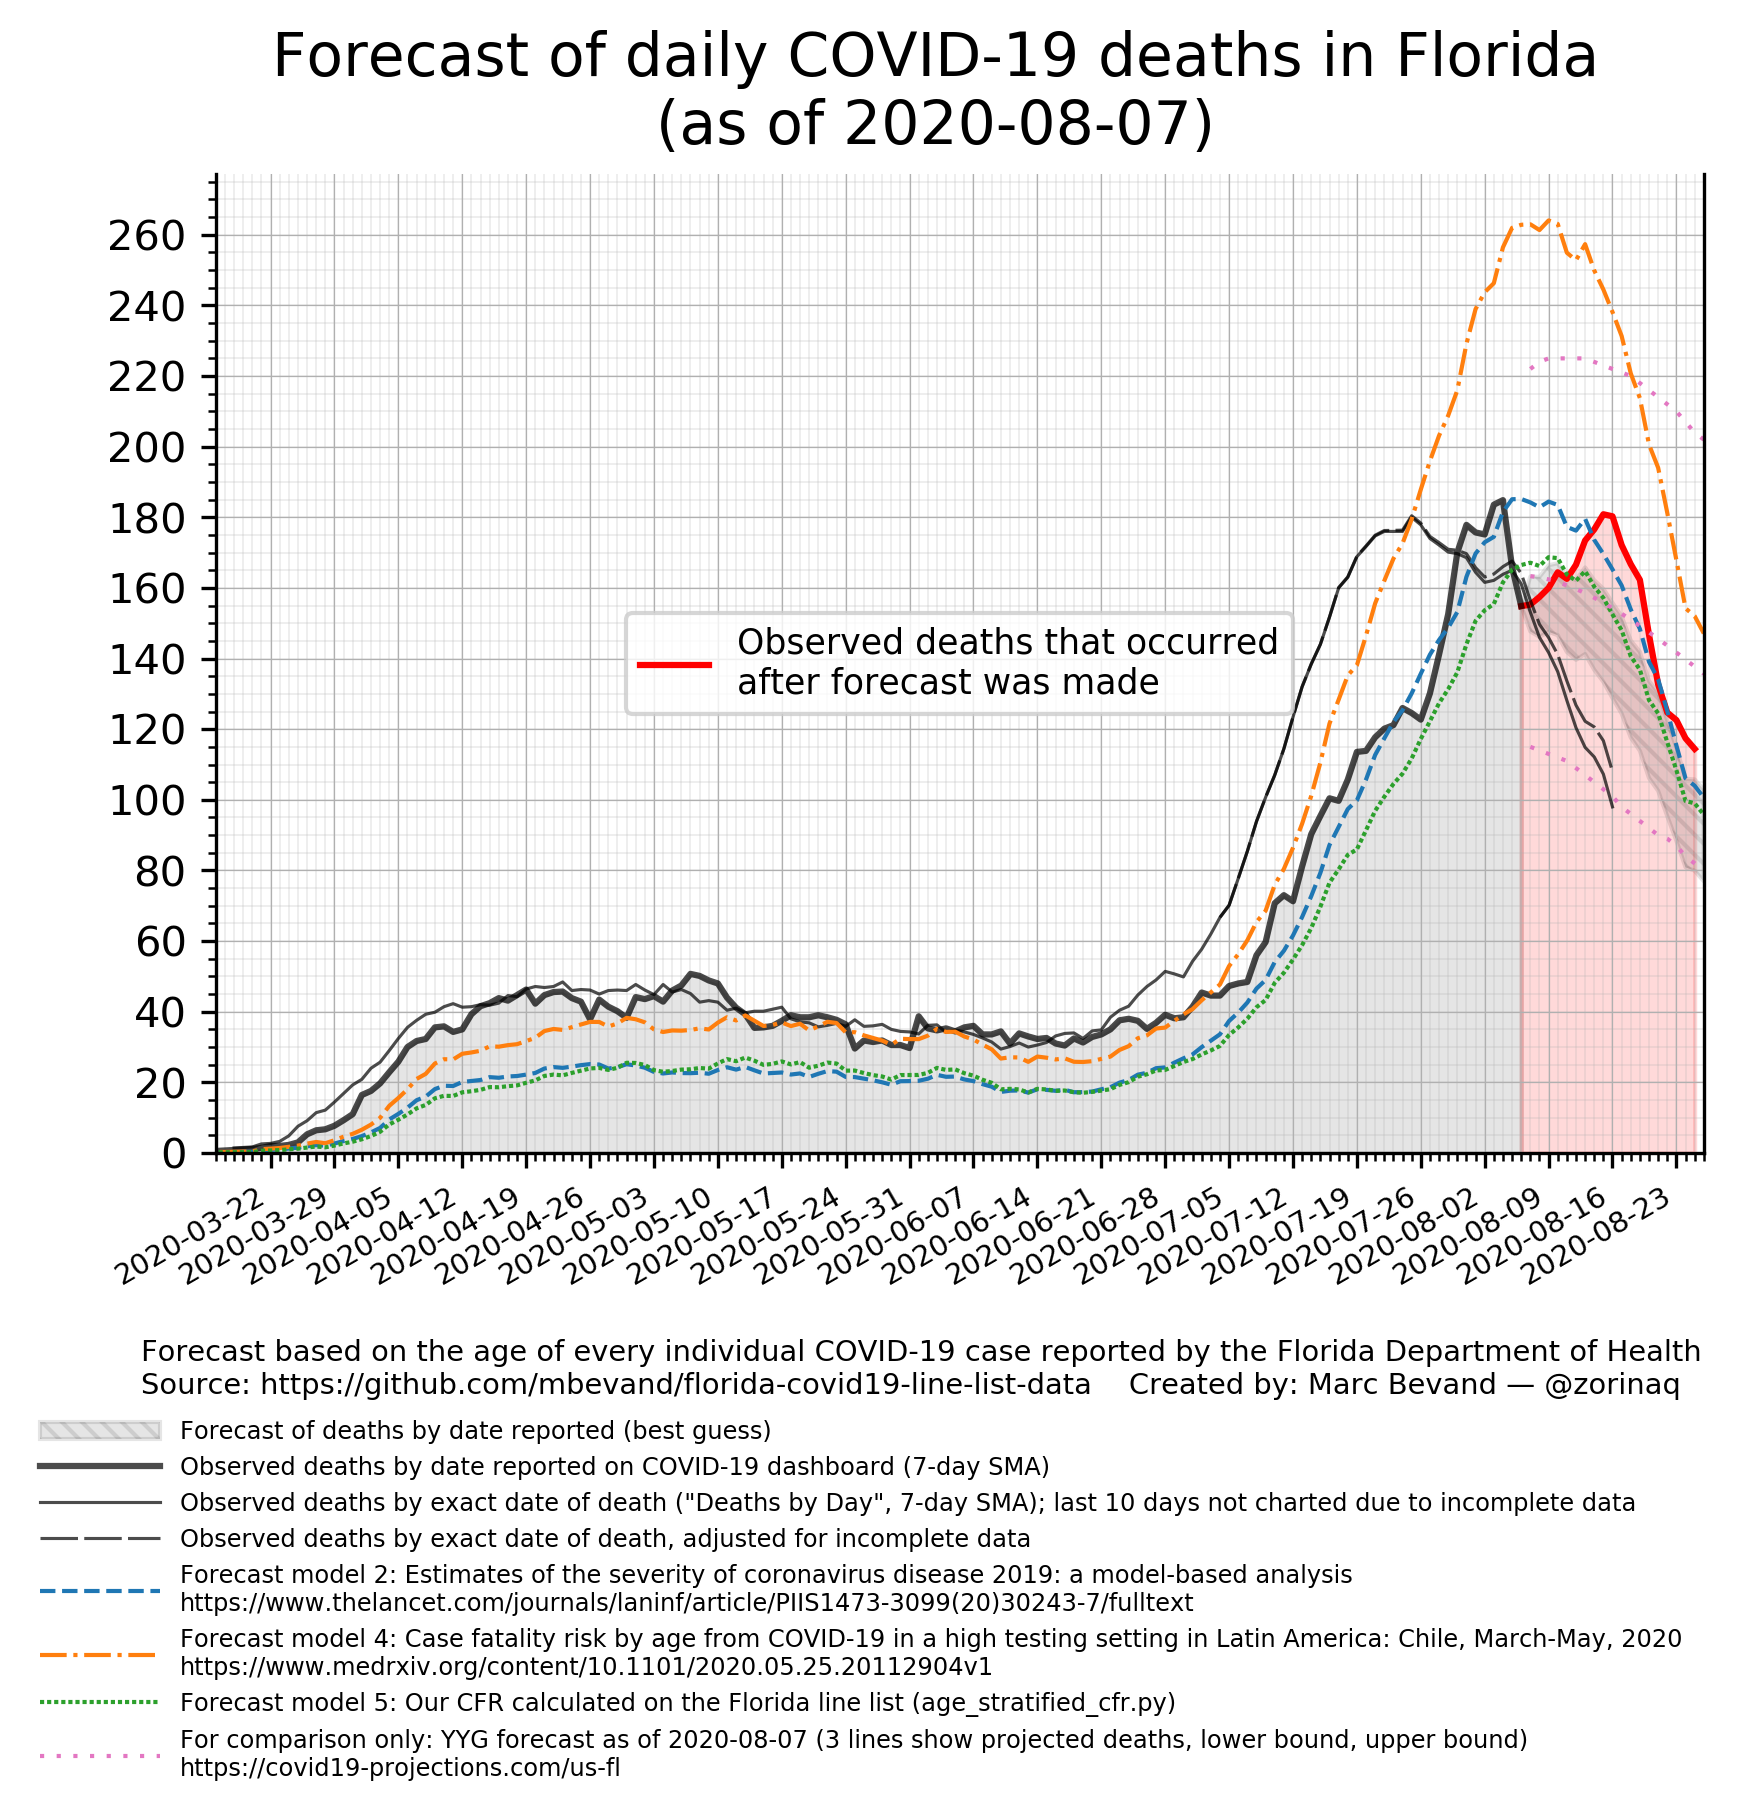 Forecast of daily COVID-19 deaths in Florida
(as of 2020-08-07)
260
240
220
200
180
160
140
120
100
80
60
40
20
0
Observed deaths that occurred
after forecast was made
2020-03-22
2020-03-29
2020-04-05
2020-04-12
2020-04-19
2020-04-26
2020-05-03
2020-05-10
2020-05-17
2020-05-24
2020-05-31
2020-06-07
2020-06-14
2020-06-21
2020-06-28
2020-07-05
2020-07-12
2020-07-19
2020-07-26
2020-08-02
2020-08-09
2020-08-16
2020-08-23
Forecast based on the age of every individual COVID-19 case reported by the Florida Department of Health
Source: https://github.com/mbevand/florida-covid19-line-list-data    Created by: Marc Bevand — @zorinaq
Forecast of deaths by date reported (best guess)
Observed deaths by date reported on COVID-19 dashboard (7-day SMA)
Observed deaths by exact date of death ("Deaths by Day", 7-day SMA); last 10 days not charted due to incomplete data
Observed deaths by exact date of death, adjusted for incomplete data
Forecast model 2: Estimates of the severity of coronavirus disease 2019: a model-based analysis
https://www.thelancet.com/journals/laninf/article/PIIS1473-3099(20)30243-7/fulltext
Forecast model 4: Case fatality risk by age from COVID-19 in a high testing setting in Latin America: Chile, March-May, 2020
https://www.medrxiv.org/content/10.1101/2020.05.25.20112904v1
Forecast model 5: Our CFR calculated on the Florida line list (age_stratified_cfr.py)
For comparison only: YYG forecast as of 2020-08-07 (3 lines show projected deaths, lower bound, upper bound)
https://covid19-projections.com/us-fl